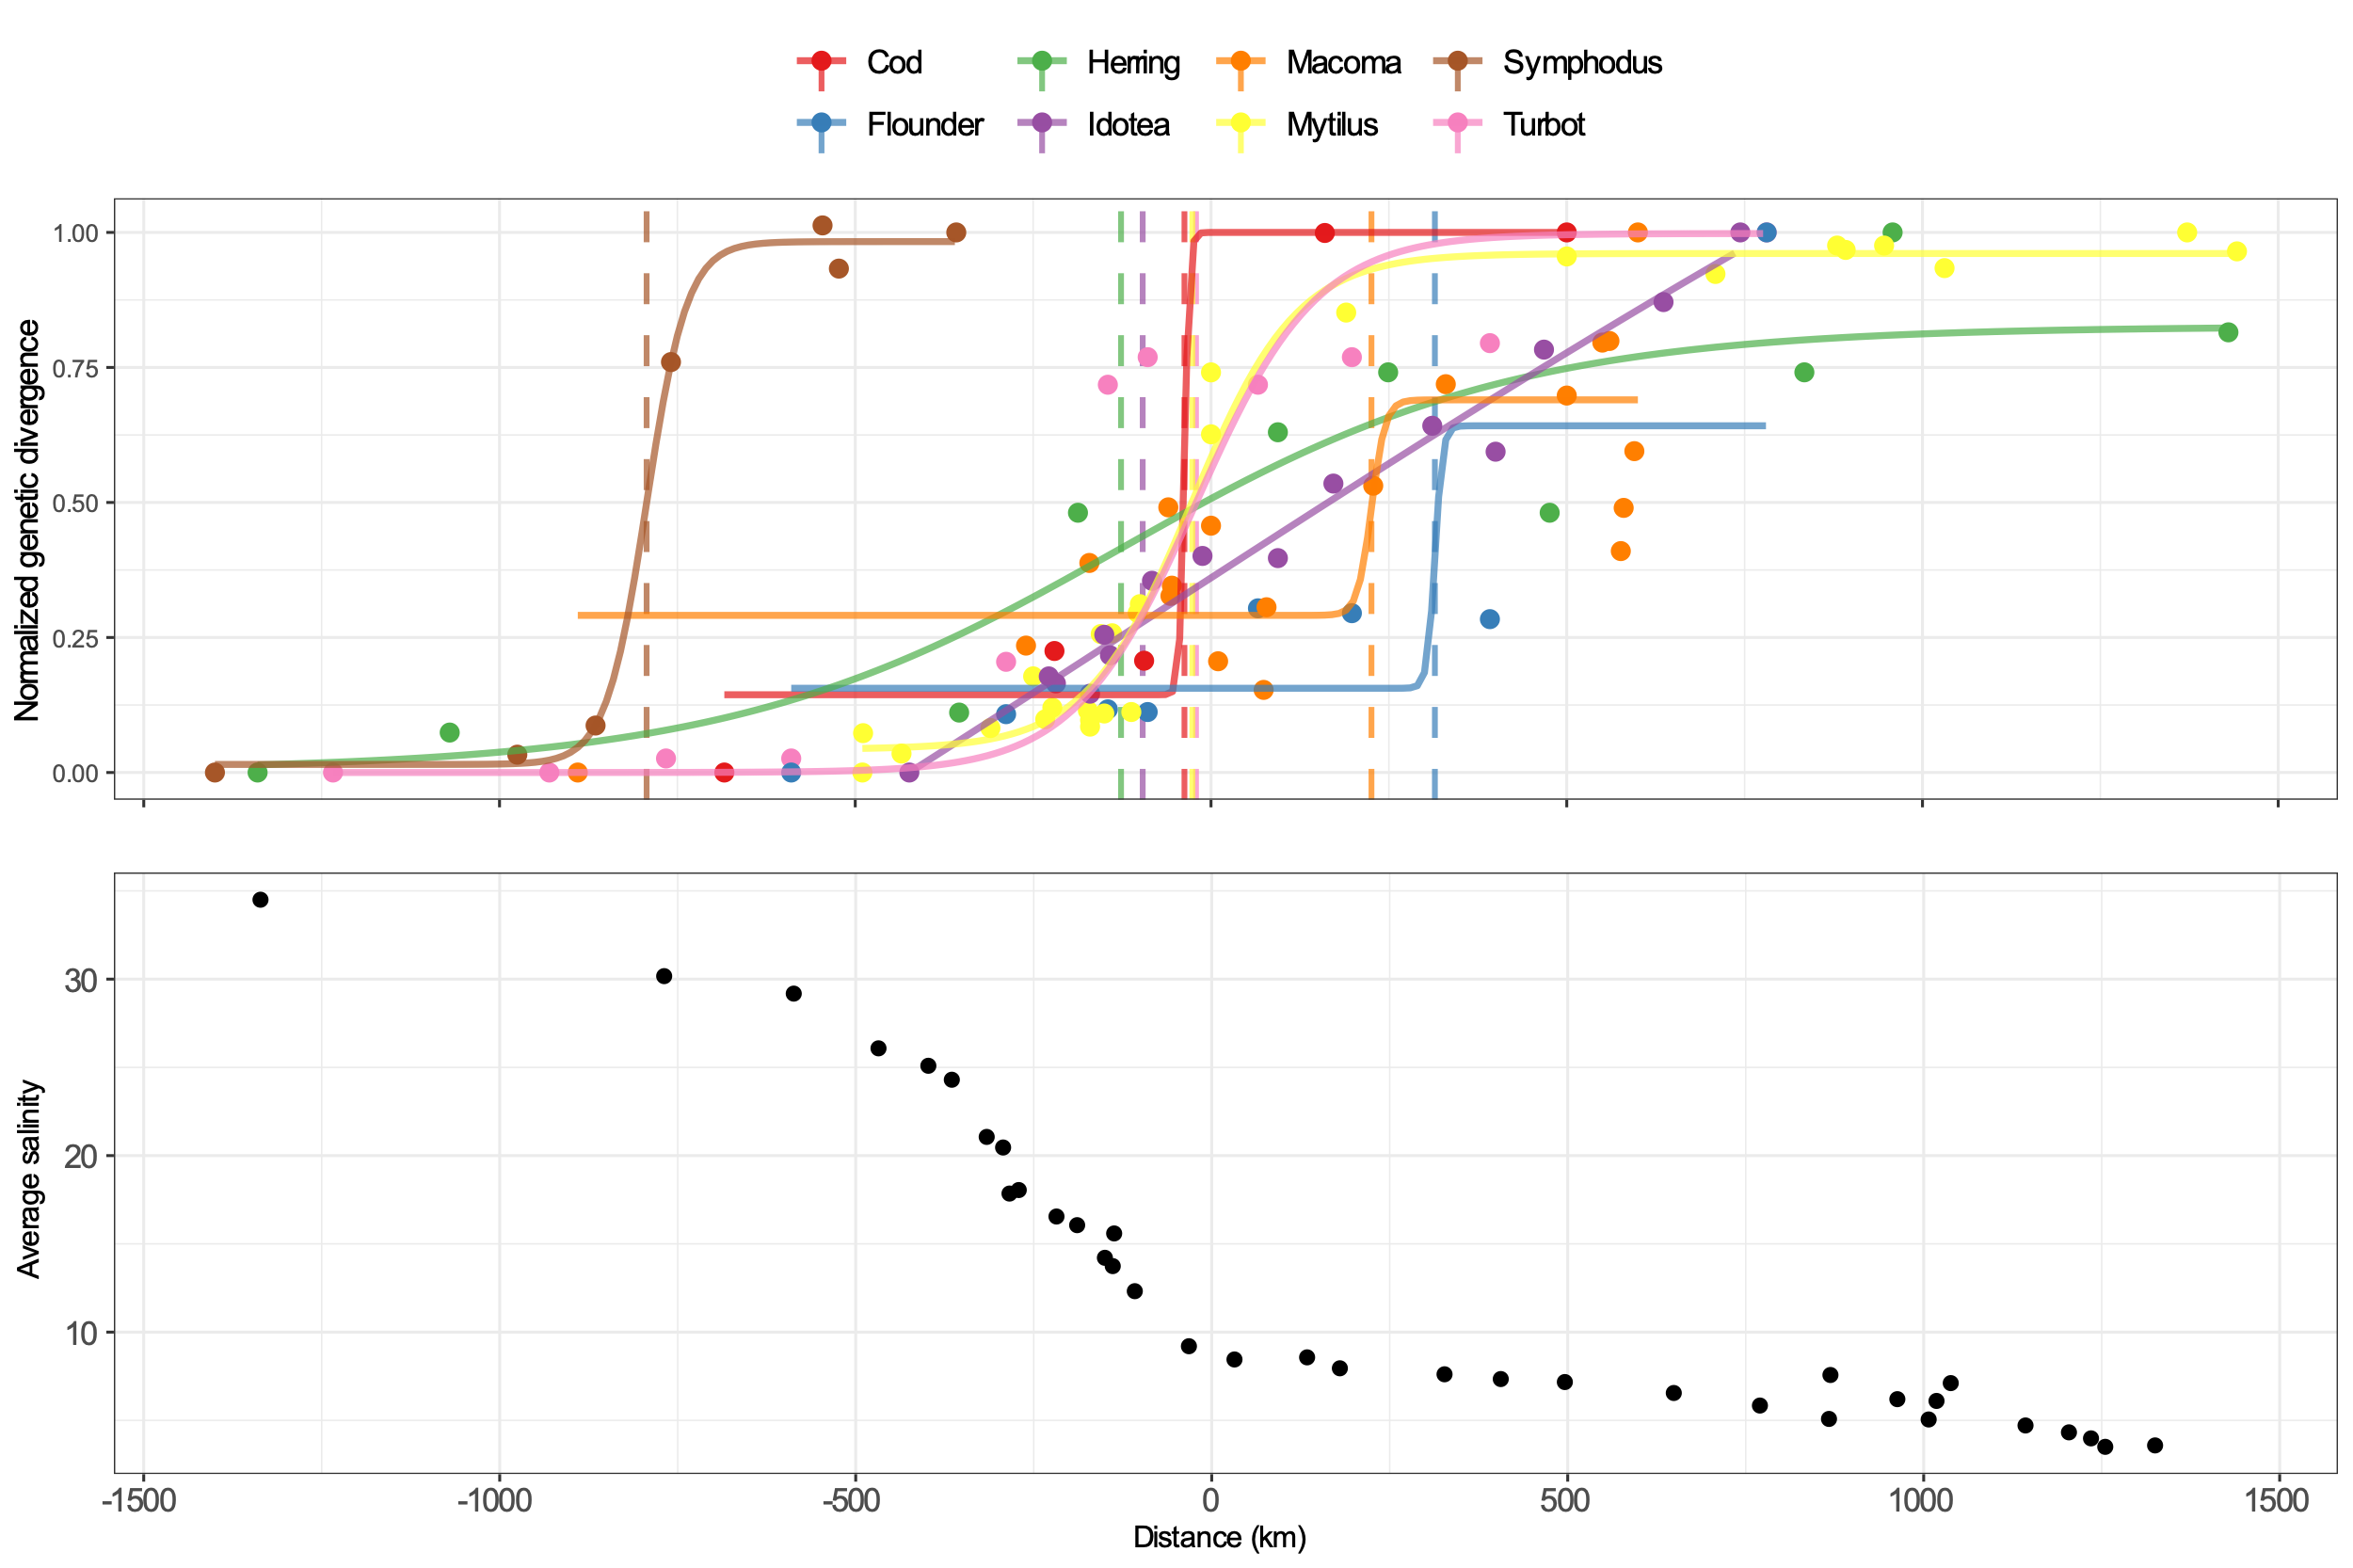 Cod Herring Macoma Symphodus
Flounder Idotea Mytilus Turbot
Normalized genetic divergence
1.00
0.75
0.50
0.25
0.00
Average salinity
30
20
10
-1500 -1000 -500 0 500 1000 1500
Distance (km)